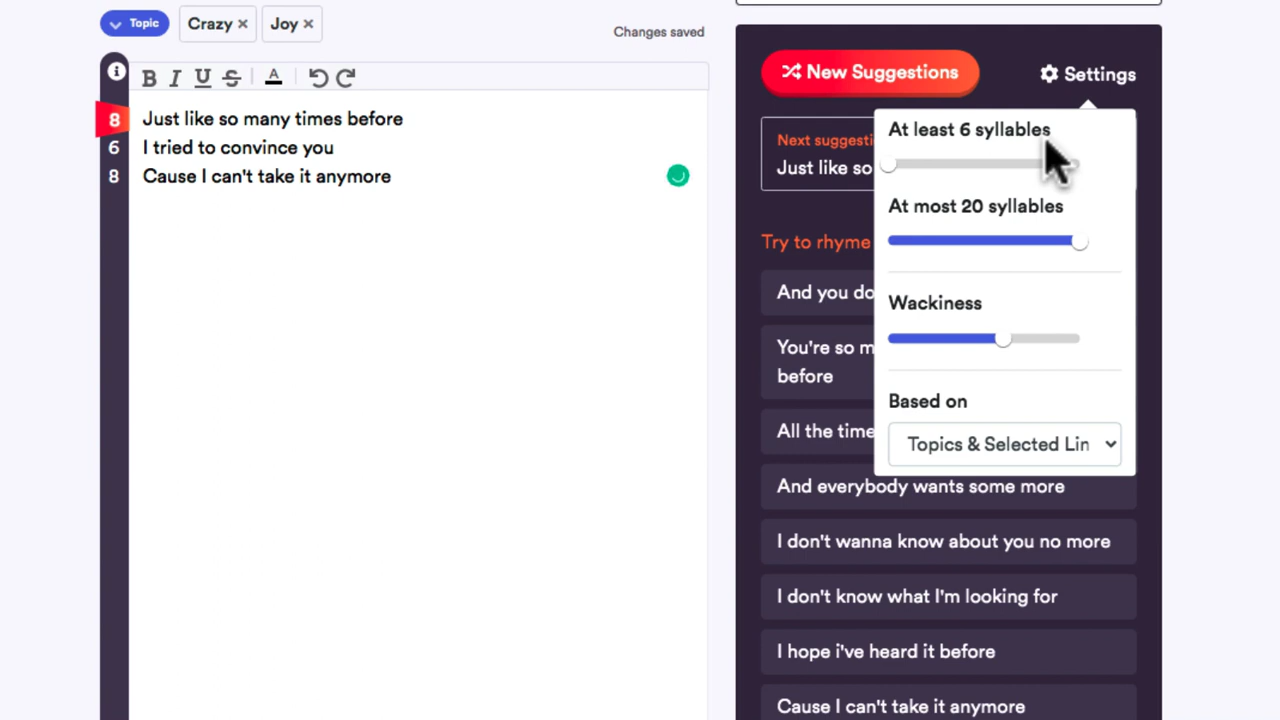 Topic
Crazy ×
Joy ×
Changes saved
B I U S A
8 Just like so many times before
6 I tried to convince you
8 Cause I can't take it anymore
New Suggestions
Settings
Next suggesti
Just like so
Try to rhyme
And you do
You're so m
before
All the time
And everybody wants some more
I don't wanna know about you no more
I don't know what I'm looking for
I hope i've heard it before
Cause I can't take it anymore
At least 6 syllables
At most 20 syllables
Wackiness
Based on
Topics & Selected Lin